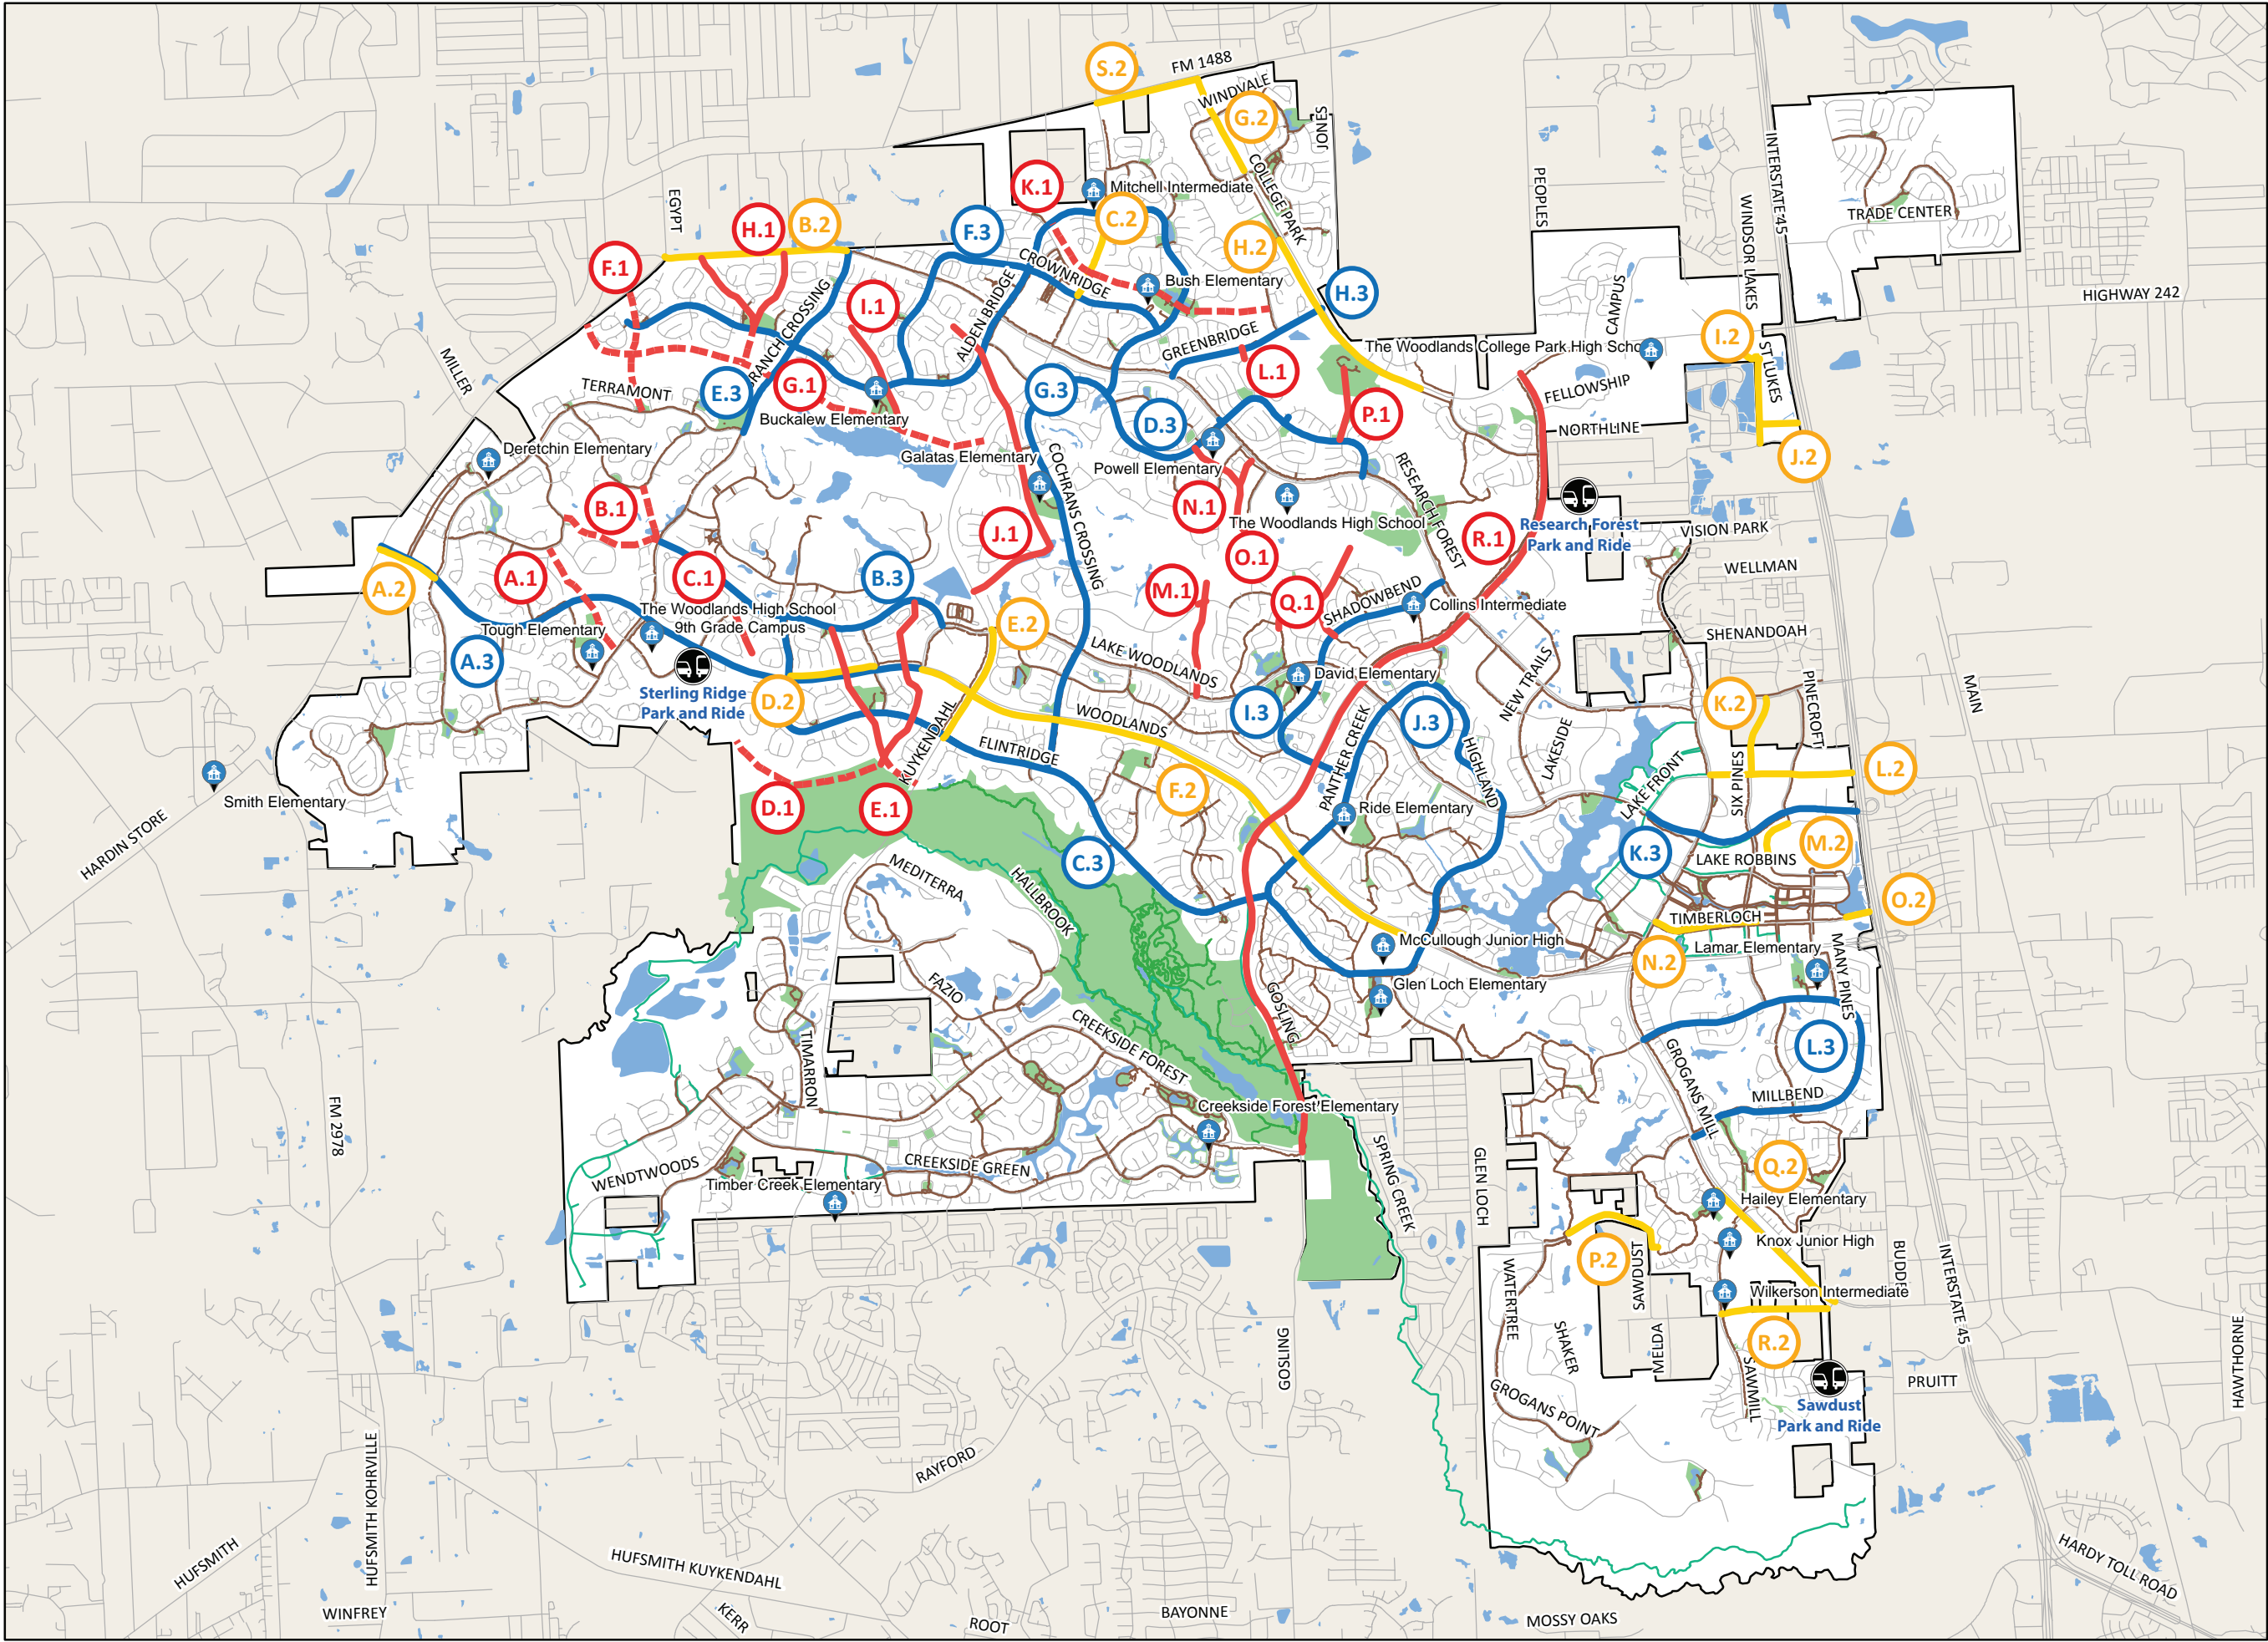 S.2
FM 1488
WINDVALE
G.2
JONES
COLLEGE PARK
INTERSTATE 45
PEOPLES
K.1
Mitchell Intermediate
EGYPT
H.1
B.2
F.3
C.2
H.2
WINDSOR LAKES
TRADE CENTER
F.1
CROWNRIDGE
Bush Elementary
H.3
CAMPUS
HIGHWAY 242
I.1
BRANCH CROSSING
ALDEN BRIDGE
GREENBRIDGE
The Woodlands College Park High Scho
I.2
ST LUKES
MILLER
TERRAMONT
E.3
G.1
G.3
L.1
FELLOWSHIP
Buckalew Elementary
D.3
P.1
NORTHLINE
J.2
Deretchin Elementary
Galatas Elementary
COCHRANS CROSSING
Powell Elementary
RESEARCH FOREST
B.1
N.1
The Woodlands High School
J.1
R.1
Research Forest
Park and Ride
VISION PARK
A.2
A.1
C.1
B.3
O.1
M.1
Q.1
WELLMAN
SHADOWBEND
Collins Intermediate
The Woodlands High School
9th Grade Campus
Tough Elementary
E.2
SHENANDOAH
A.3
LAKE WOODLANDS
David Elementary
NEW TRAILS
Sterling Ridge
Park and Ride
D.2
K.2
PINECROFT
MAIN
KUYKENDAHL
WOODLANDS
I.3
J.3
FLINTRIDGE
PANTHER CREEK
HIGHLAND
LAKESIDE
LAKE FRONT
SIX PINES
L.2
Smith Elementary
D.1
E.1
F.2
Ride Elementary
HARDIN STORE
C.3
K.3
M.2
LAKE ROBBINS
MEDITERRA
HALLBROOK
O.2
TIMBERLOCH
McCullough Junior High
Lamar Elementary
N.2
MANY PINES
FAZIO
Glen Loch Elementary
GOSLING
CREEKSIDE FOREST
TIMARRON
GROGANS MILL
L.3
MILLBEND
FM 2978
Creekside Forest Elementary
SPRING CREEK
GLEN LOCH
WENDTWOODS
CREEKSIDE GREEN
Timber Creek Elementary
Q.2
Hailey Elementary
Knox Junior High
P.2
WATERTREE
SAWDUST
BUDDE
INTERSTATE 45
Wilkerson Intermediate
R.2
GOSLING
SHAKER
MELDA
SAWMILL
HAWTHORNE
PRUITT
GROGANS POINT
Sawdust
Park and Ride
RAYFORD
HUFSMITH KOHRVILLE
HUFSMITH
HUFSMITH KUYKENDAHL
HARDY TOLL ROAD
WINFREY
KERR
ROOT
BAYONNE
MOSSY OAKS